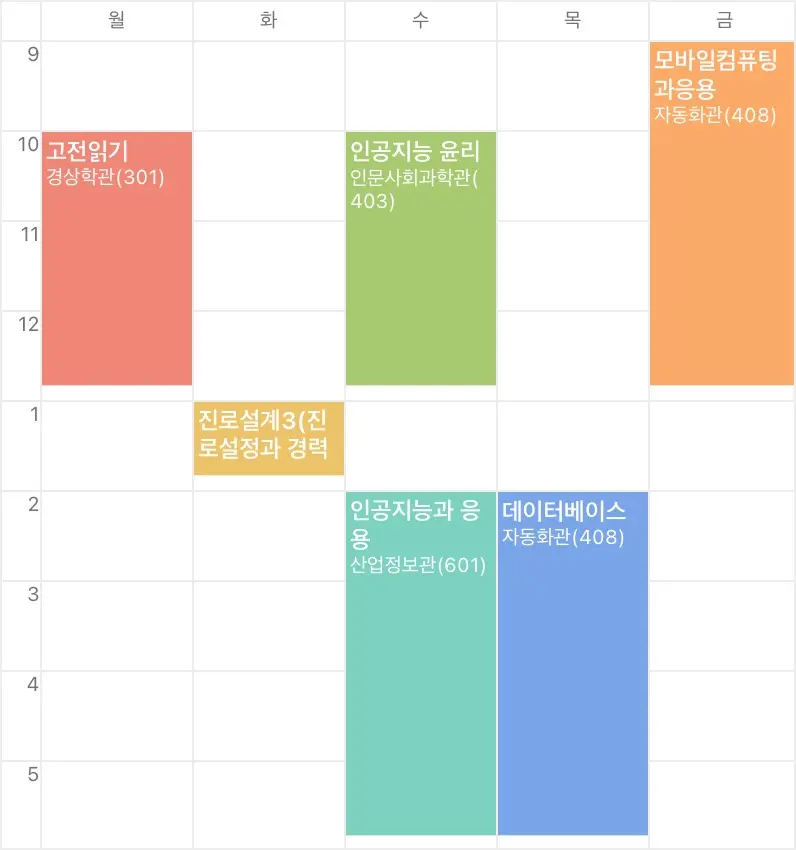 월 화 수 목 금
9
모바일컴퓨팅
과응용
자동화관(408)
10
고전읽기
경상학관(301)
인공지능 윤리
인문사회과학관(
403)
11
12
1
진로설계3(진
로설정과 경력
2
인공지능과 응
용
산업정보관(601)
데이터베이스
자동화관(408)
3
4
5